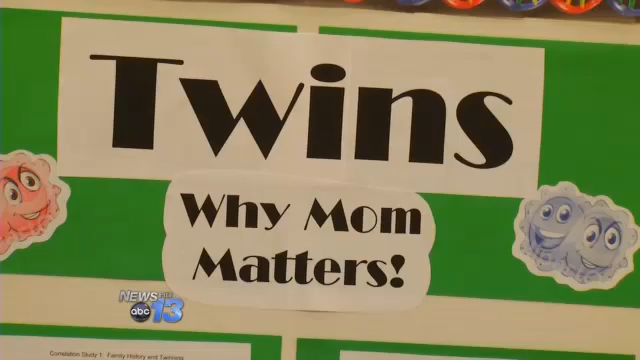 Twins
Why Mom
Matters!
NEWS
abc 13
Correlation Study 1: Family History and Twinning